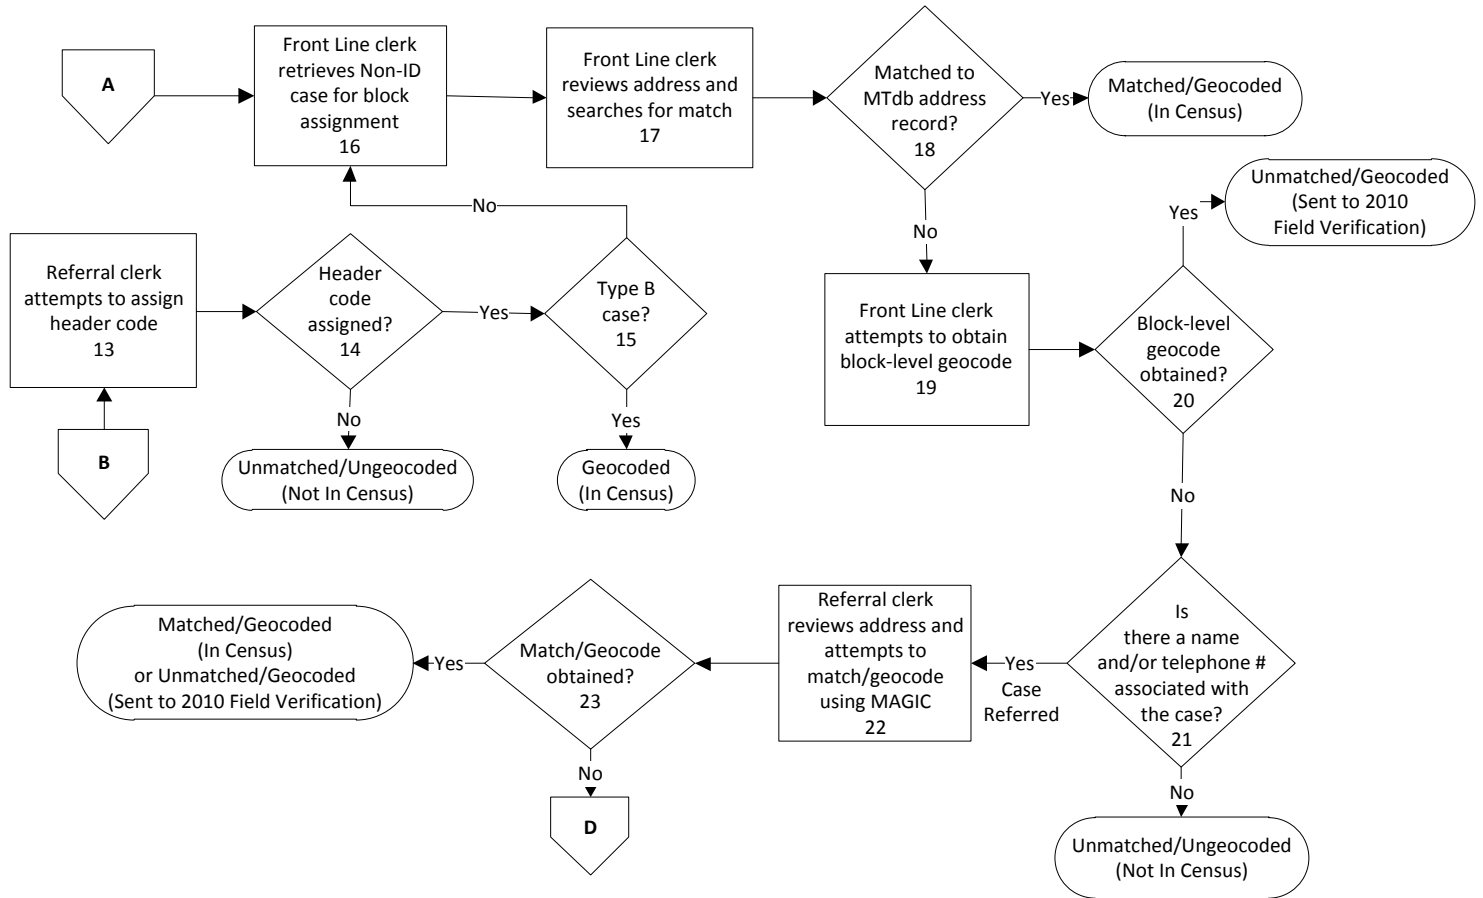 A
Front Line clerk
retrieves Non-ID
case for block
assignment
16
Front Line clerk
reviews address and
searches for match
17
Matched to
MTdb address
record?
18
Yes
Matched/Geocoded
(In Census)
No
Unmatched/Geocoded
(Sent to 2010
Field Verification)
Yes
No
Referral clerk
attempts to assign
header code
13
Header
code
assigned?
14
Yes
Type B
case?
15
Front Line clerk
attempts to obtain
block-level geocode
19
Block-level
geocode
obtained?
20
No
Yes
B
Unmatched/Ungeocoded
(Not In Census)
Geocoded
(In Census)
No
Is
there a name
and/or telephone #
associated with
the case?
21
Yes
Case
Referred
Referral clerk
reviews address and
attempts to
match/geocode
using MAGIC
22
Match/Geocode
obtained?
23
Yes
Matched/Geocoded
(In Census)
or Unmatched/Geocoded
(Sent to 2010 Field Verification)
No
D
No
Unmatched/Ungeocoded
(Not In Census)